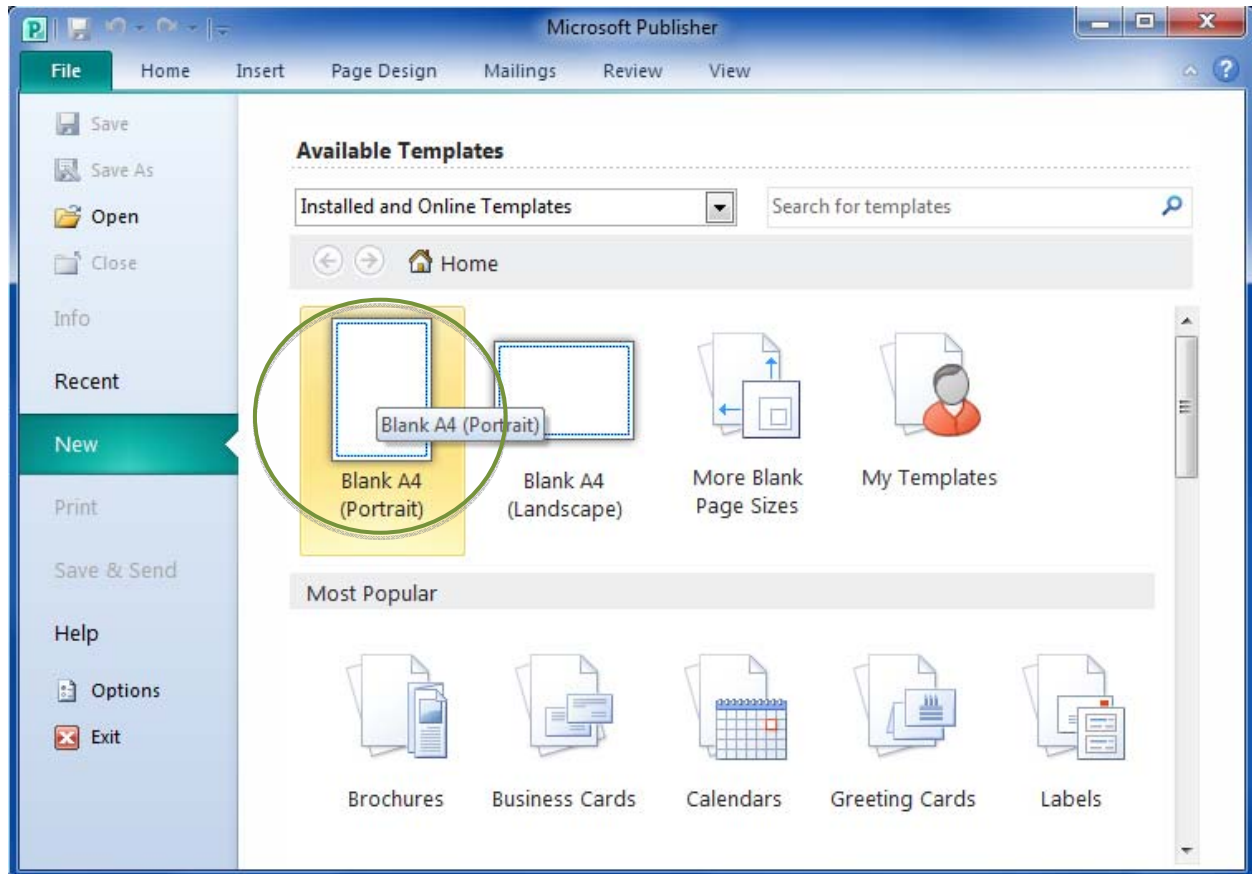 Microsoft Publisher
File Home Insert Page Design Mailings Review View
Save
Save As
Open
Close
Info
Recent
New
Print
Save & Send
Help
Options
Exit
Available Templates
Installed and Online Templates
Search for templates
Home
Blank A4 (Portrait)
Blank A4
(Portrait)
Blank A4
(Landscape)
More Blank
Page Sizes
My Templates
Most Popular
Brochures
Business Cards
Calendars
Greeting Cards
Labels